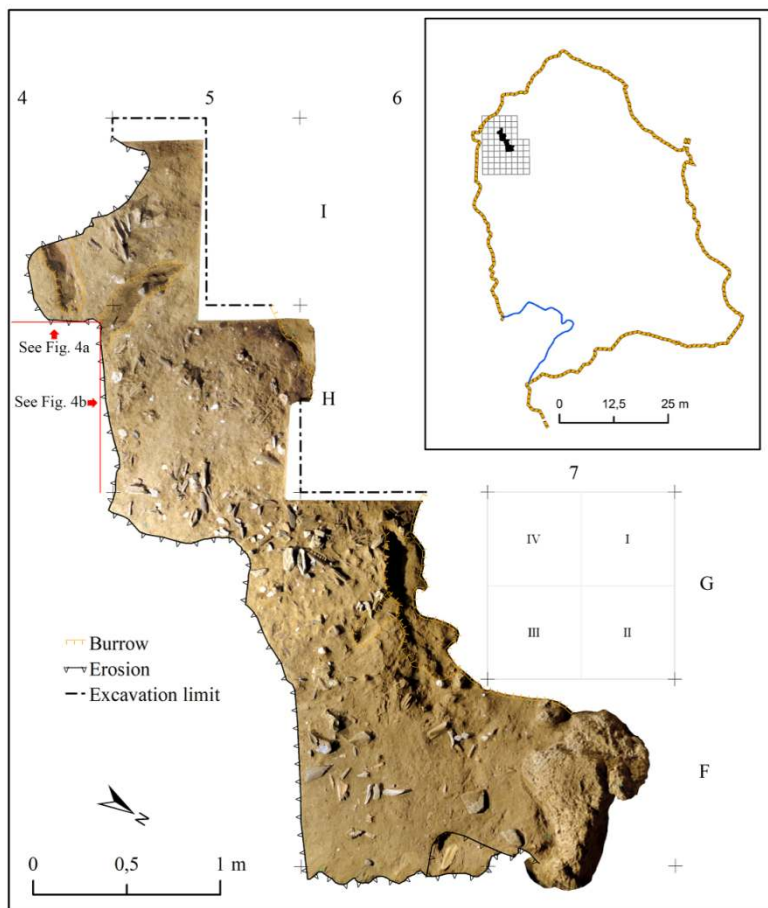 4 5 6
I
See Fig. 4a
See Fig. 4b
H
0 12,5 25 m
7
IV I
G
III II
Burrow
Erosion
Excavation limit
F
N
0 0,5 1 m